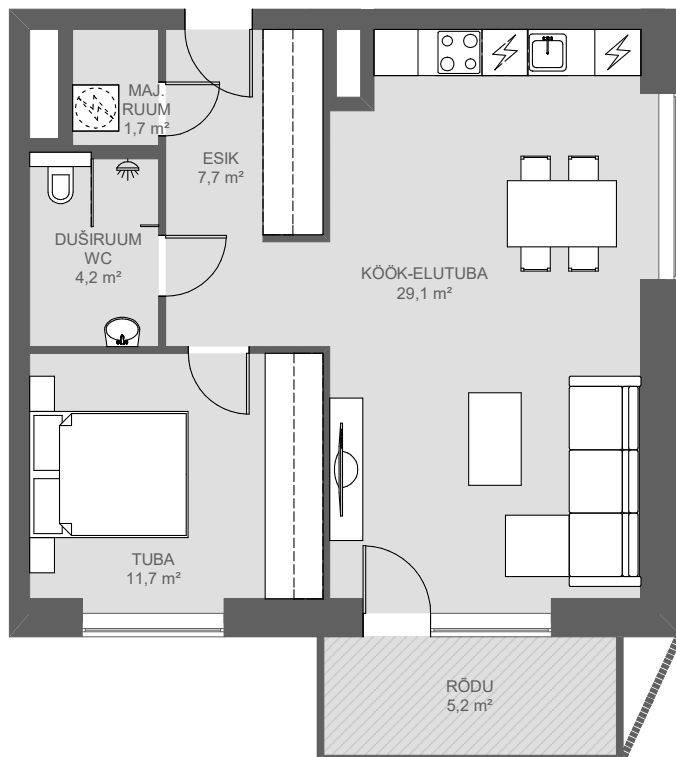 MAJ.
RUUM
1,7 m²
ESIK
7,7 m²
DUŠIRUUM
WC
4,2 m²
KÖÖK-ELUTUBA
29,1 m²
TUBA
11,7 m²
RÕDU
5,2 m²